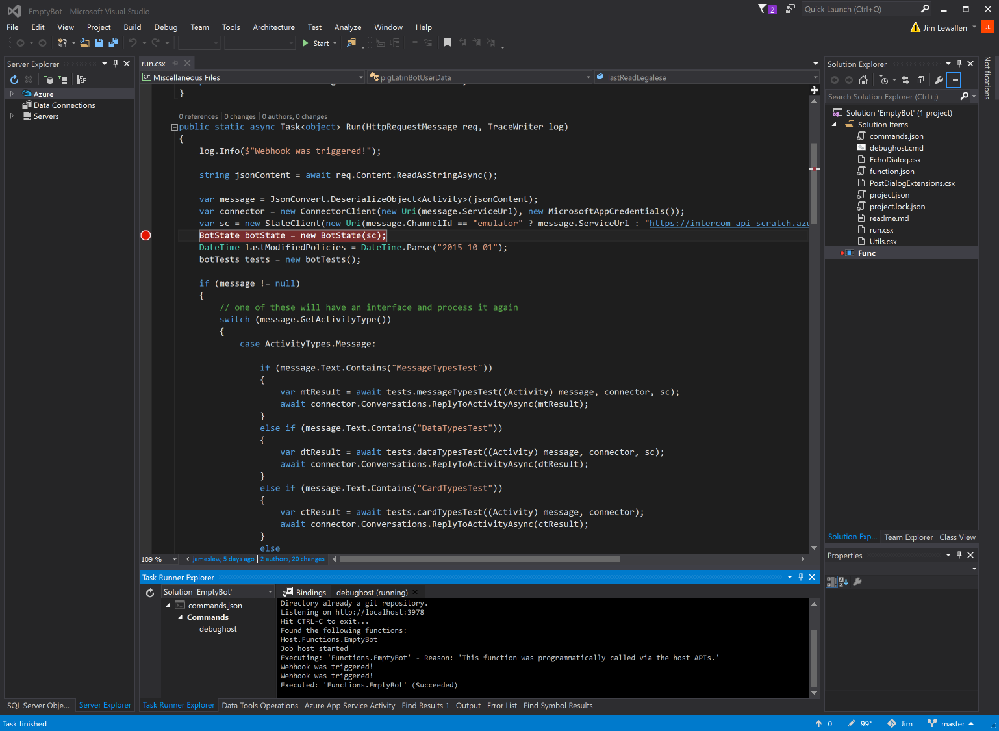 EmptyBot - Microsoft Visual Studio
2
Quick Launch (Ctrl+Q)
File Edit View Project Build Debug Team Tools Architecture Test Analyze Window Help
Jim Lewallen
JL
Start
Server Explorer
Azure
Data Connections
Servers
run.csx
Miscellaneous Files
pigLatinBotUserData
lastReadLegalese
}
0 references | 0 changes | 0 authors, 0 changes
public static async Task<object> Run(HttpRequestMessage req, TraceWriter log)
{
log.Info($"Webhook was triggered!");
string jsonContent = await req.Content.ReadAsStringAsync();
var message = JsonConvert.DeserializeObject<Activity>(jsonContent);
var connector = new ConnectorClient(new Uri(message.ServiceUrl), new MicrosoftAppCredentials());
var sc = new StateClient(new Uri(message.ChannelId == "emulator" ? message.ServiceUrl : "https://intercom-api-scratch.azu
BotState botState = new BotState(sc);
DateTime lastModifiedPolicies = DateTime.Parse("2015-10-01");
botTests tests = new botTests();
if (message != null)
{
// one of these will have an interface and process it again
switch (message.GetActivityType())
{
case ActivityTypes.Message:
if (message.Text.Contains("MessageTypesTest"))
{
var mtResult = await tests.messageTypesTest((Activity) message, connector, sc);
await connector.Conversations.ReplyToActivityAsync(mtResult);
}
else if (message.Text.Contains("DataTypesTest"))
{
var dtResult = await tests.dataTypesTest((Activity) message, connector, sc);
await connector.Conversations.ReplyToActivityAsync(dtResult);
}
else if (message.Text.Contains("CardTypesTest"))
{
var ctResult = await tests.cardTypesTest((Activity) message, connector);
await connector.Conversations.ReplyToActivityAsync(ctResult);
}
else
109 %
jameslew, 5 days ago | 2 authors, 20 changes
Solution Explorer
Search Solution Explorer (Ctrl+;)
Solution 'EmptyBot' (1 project)
Solution Items
commands.json
debughost.cmd
EchoDialog.csx
function.json
PostDialogExtensions.csx
project.json
project.lock.json
readme.md
run.csx
Utils.csx
Func
Notifications
Solution Exp... Team Explorer Class View
Properties
Task Runner Explorer
Solution 'EmptyBot'
commands.json
Commands
debughost
Bindings
debughost (running)
Directory already a git repository.
Listening on http://localhost:3978
Hit CTRL-C to exit...
Found the following functions:
Host.Functions.EmptyBot
Job host started
Executing: 'Functions.EmptyBot' - Reason: 'This function was programmatically called via the host APIs.'
Webhook was triggered!
Webhook was triggered!
Executed: 'Functions.EmptyBot' (Succeeded)
SQL Server Obje... Server Explorer
Task Runner Explorer Data Tools Operations Azure App Service Activity Find Results 1 Output Error List Find Symbol Results
Task finished
0 99* Jim master